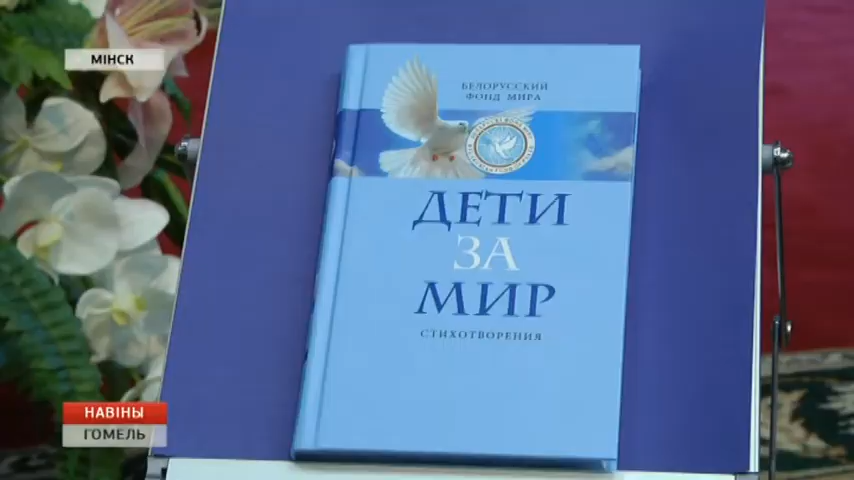 МІНСК
БЕЛОРУССКИЙ
ФОНД МИРА
ДЕТИ
ЗА
МИР
СТИХОТВОРЕНИЯ
НАВІНЫ
ГОМЕЛЬ